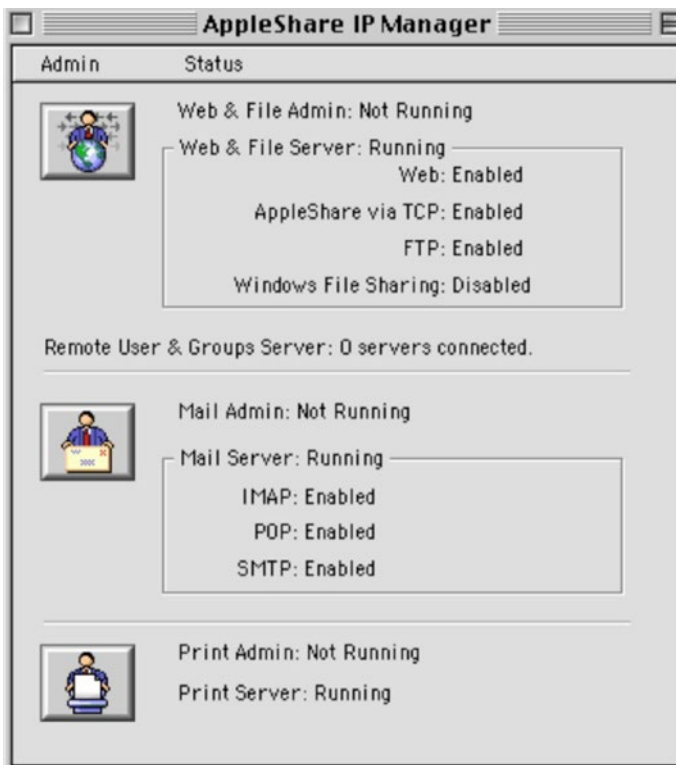 AppleShare IP Manager
Admin Status
Web & File Admin: Not Running
Web & File Server: Running
Web: Enabled
AppleShare via TCP: Enabled
FTP: Enabled
Windows File Sharing: Disabled
Remote User & Groups Server: 0 servers connected.
Mail Admin: Not Running
Mail Server: Running
IMAP: Enabled
POP: Enabled
SMTP: Enabled
Print Admin: Not Running
Print Server: Running